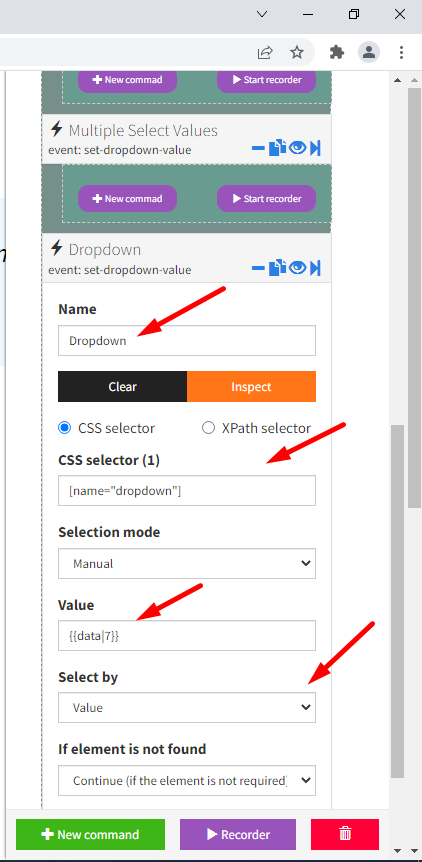 New commad Start recorder
Multiple Select Values
event: set-dropdown-value
New commad Start recorder
Dropdown
event: set-dropdown-value
Name
Dropdown
Clear Inspect
CSS selector XPath selector
CSS selector (1)
[name="dropdown"]
Selection mode
Manual
Value
{{data|7}}
Select by
Value
If element is not found
Continue (if the element is not required)
New command Recorder